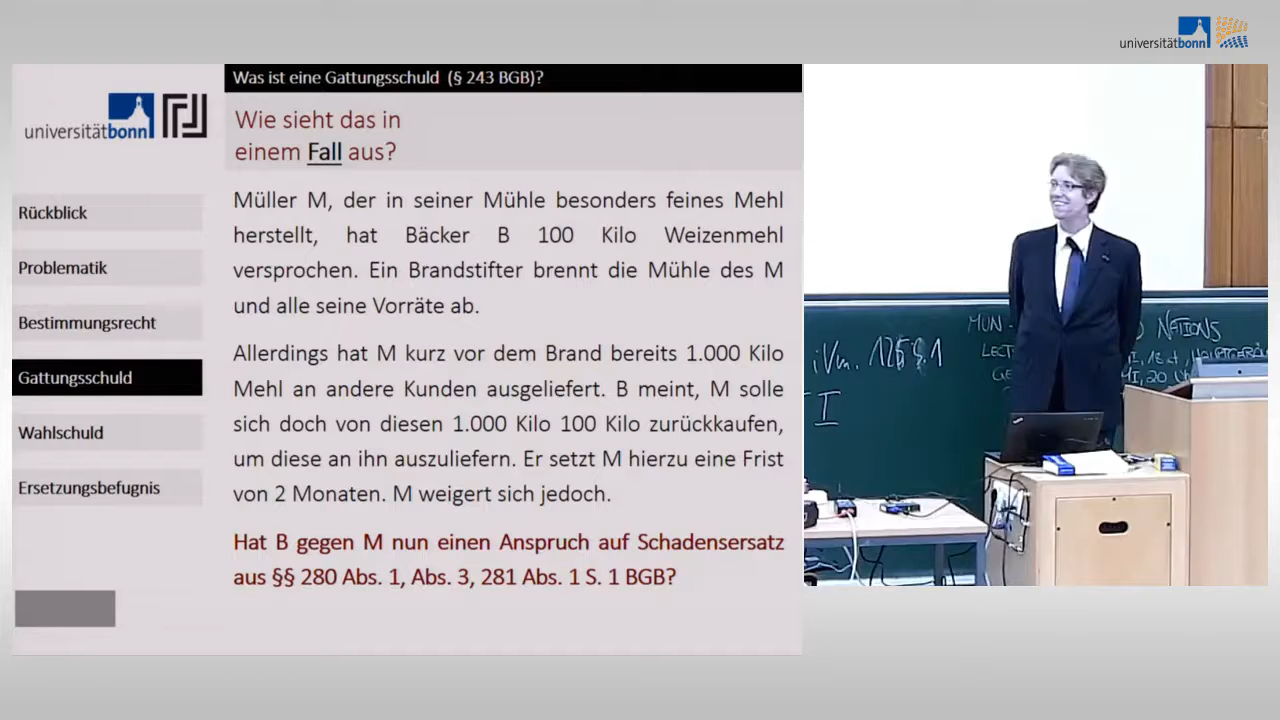 universitätbonn
Was ist eine Gattungsschuld (§ 243 BGB)?
universitätbonn
Wie sieht das in
einem Fall aus?
Rückblick
Problematik
Bestimmungsrecht
Gattungsschuld
Wahlschuld
Ersetzungsbefugnis
Müller M, der in seiner Mühle besonders feines Mehl
herstellt, hat Bäcker B 100 Kilo Weizenmehl
versprochen. Ein Brandstifter brennt die Mühle des M
und alle seine Vorräte ab.
Allerdings hat M kurz vor dem Brand bereits 1.000 Kilo
Mehl an andere Kunden ausgeliefert. B meint, M solle
sich doch von diesen 1.000 Kilo 100 Kilo zurückkaufen,
um diese an ihn auszuliefern. Er setzt M hierzu eine Frist
von 2 Monaten. M weigert sich jedoch.
Hat B gegen M nun einen Anspruch auf Schadensersatz
aus §§ 280 Abs. 1, Abs. 3, 281 Abs. 1 S. 1 BGB?
MUN -
NATIONS
iVm.